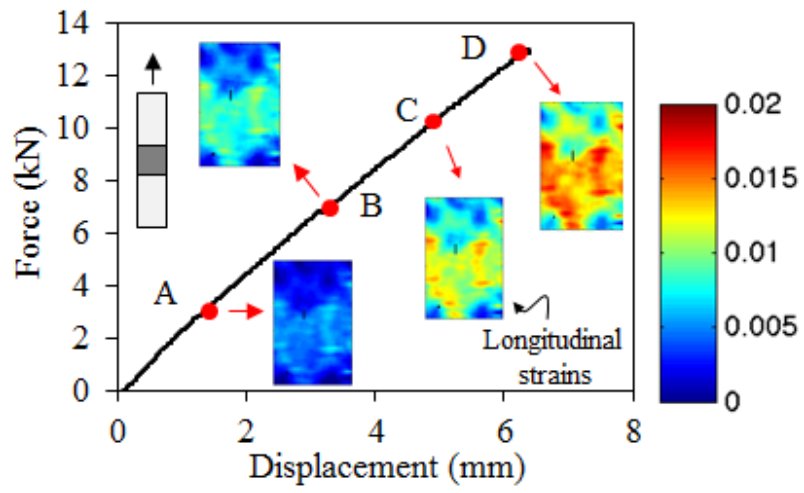 14
12
10
8
6
4
2
0
Force (kN)
0 2 4 6 8
Displacement (mm)
A
B
C
D
Longitudinal
strains
0.02
0.015
0.01
0.005
0